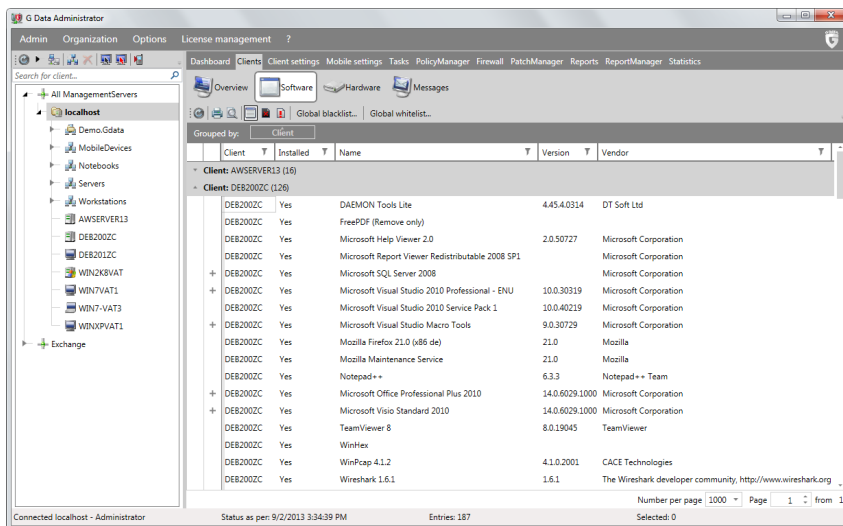 G Data Administrator
Admin Organization Options License management ?
Search for client...
Dashboard Clients Client settings Mobile settings Tasks PolicyManager Firewall PatchManager Reports ReportManager Statistics
Overview Software Hardware Messages
Global blacklist... Global whitelist...
Grouped by: Client
All ManagementServers
localhost
Demo.Gdata
MobileDevices
Notebooks
Servers
Workstations
AWSERVER13
DEB200ZC
DEB201ZC
WIN2K8VAT
WIN7VAT1
WIN7-VAT3
WINXPVAT1
Exchange
Client Installed Name Version Vendor
Client: AWSERVER13 (16)
Client: DEB200ZC (126)
DEB200ZC Yes DAEMON Tools Lite 4.45.4.0314 DT Soft Ltd
DEB200ZC Yes FreePDF (Remove only)
DEB200ZC Yes Microsoft Help Viewer 2.0 2.0.50727 Microsoft Corporation
DEB200ZC Yes Microsoft Report Viewer Redistributable 2008 SP1 Microsoft Corporation
DEB200ZC Yes Microsoft SQL Server 2008 Microsoft Corporation
DEB200ZC Yes Microsoft Visual Studio 2010 Professional - ENU 10.0.30319 Microsoft Corporation
DEB200ZC Yes Microsoft Visual Studio 2010 Service Pack 1 10.0.40219 Microsoft Corporation
DEB200ZC Yes Microsoft Visual Studio Macro Tools 9.0.30729 Microsoft Corporation
DEB200ZC Yes Mozilla Firefox 21.0 (x86 de) 21.0 Mozilla
DEB200ZC Yes Mozilla Maintenance Service 21.0 Mozilla
DEB200ZC Yes Notepad++ 6.3.3 Notepad++ Team
DEB200ZC Yes Microsoft Office Professional Plus 2010 14.0.6029.1000 Microsoft Corporation
DEB200ZC Yes Microsoft Visio Standard 2010 14.0.6029.1000 Microsoft Corporation
DEB200ZC Yes TeamViewer 8 8.0.19045 TeamViewer
DEB200ZC Yes WinHex
DEB200ZC Yes WinPcap 4.1.2 4.1.0.2001 CACE Technologies
DEB200ZC Yes Wireshark 1.6.1 1.6.1 The Wireshark developer community, http://www.wireshark.org
Number per page 1000 Page 1 from 1
Connected localhost - Administrator Status as per: 9/2/2013 3:34:39 PM Entries: 187 Selected: 0